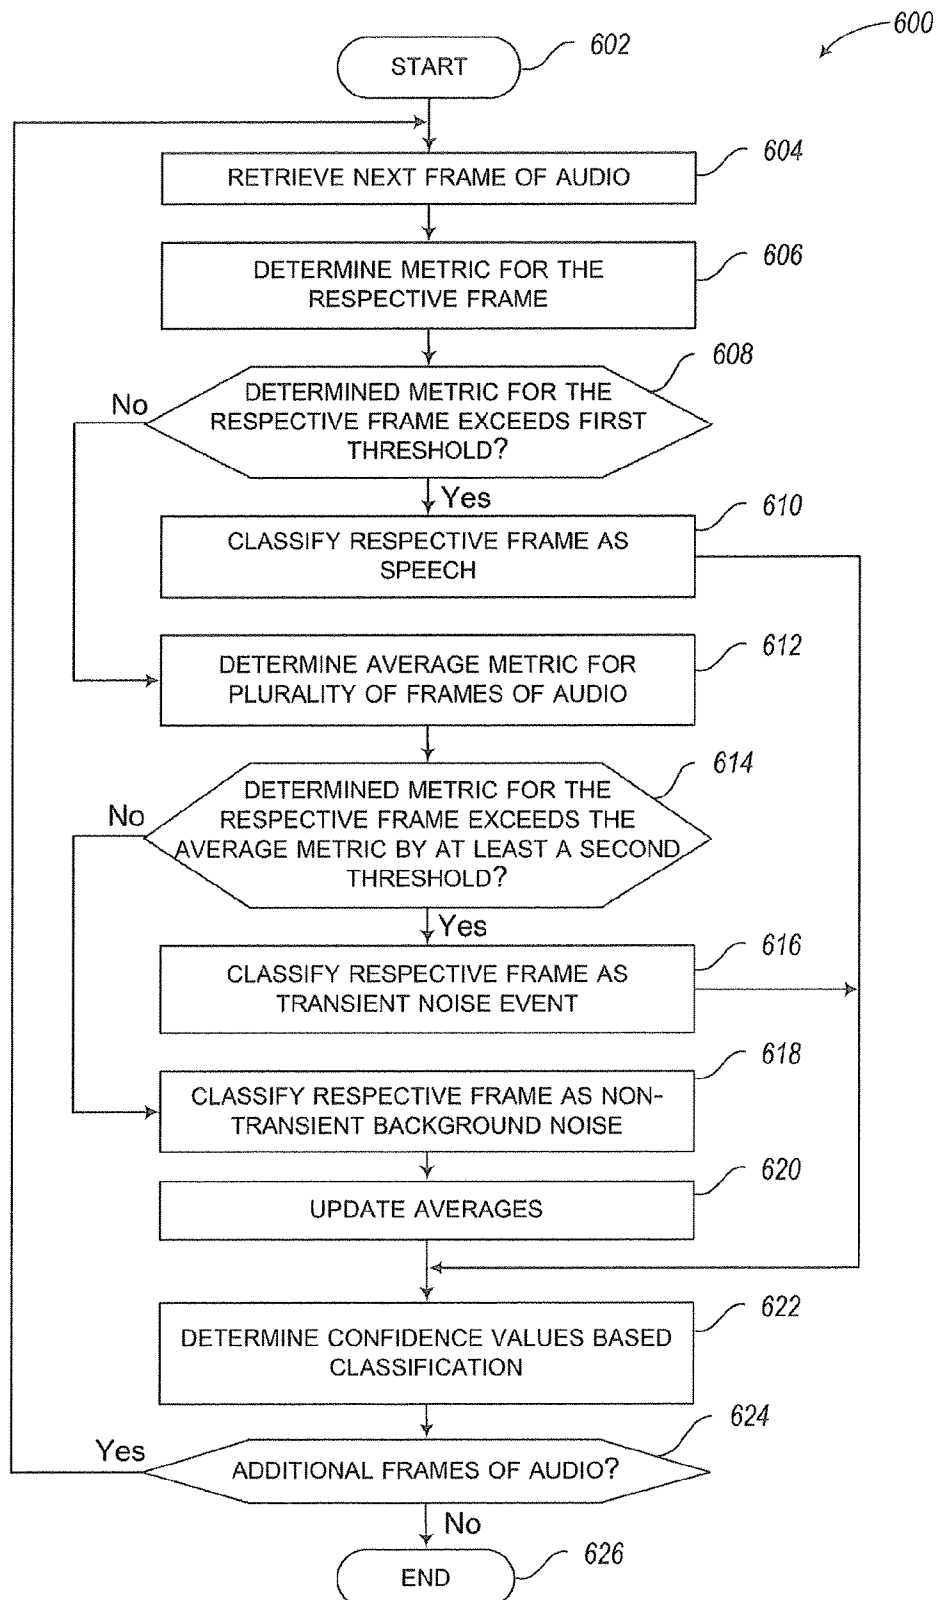 600
START
602
RETRIEVE NEXT FRAME OF AUDIO
604
DETERMINE METRIC FOR THE
RESPECTIVE FRAME
606
DETERMINED METRIC FOR THE
RESPECTIVE FRAME EXCEEDS FIRST
THRESHOLD?
608
No
Yes
CLASSIFY RESPECTIVE FRAME AS
SPEECH
610
DETERMINE AVERAGE METRIC FOR
PLURALITY OF FRAMES OF AUDIO
612
DETERMINED METRIC FOR THE
RESPECTIVE FRAME EXCEEDS THE
AVERAGE METRIC BY AT LEAST A SECOND
THRESHOLD?
614
No
Yes
CLASSIFY RESPECTIVE FRAME AS
TRANSIENT NOISE EVENT
616
CLASSIFY RESPECTIVE FRAME AS NON-
TRANSIENT BACKGROUND NOISE
618
UPDATE AVERAGES
620
DETERMINE CONFIDENCE VALUES BASED
CLASSIFICATION
622
ADDITIONAL FRAMES OF AUDIO?
624
Yes
No
END
626